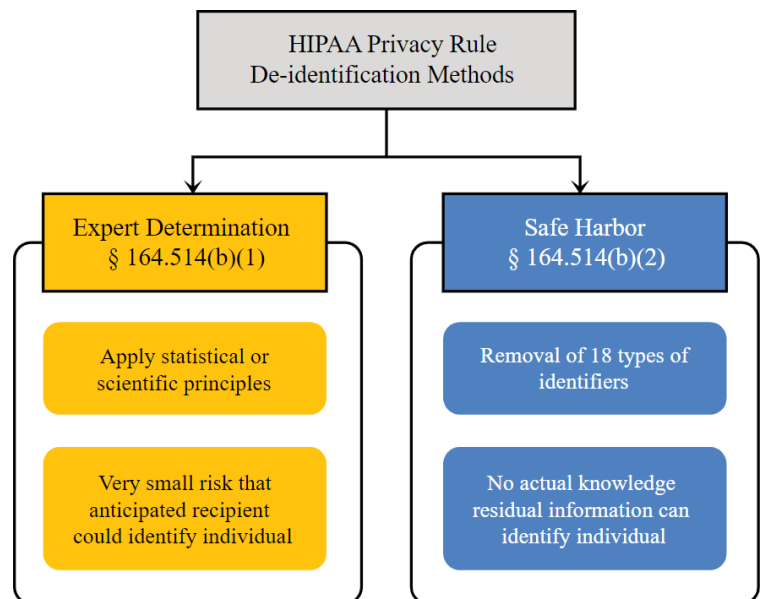 HIPAA Privacy Rule
De-identification Methods
Expert Determination
§ 164.514(b)(1)
Apply statistical or
scientific principles
Very small risk that
anticipated recipient
could identify individual
Safe Harbor
§ 164.514(b)(2)
Removal of 18 types of
identifiers
No actual knowledge
residual information can
identify individual